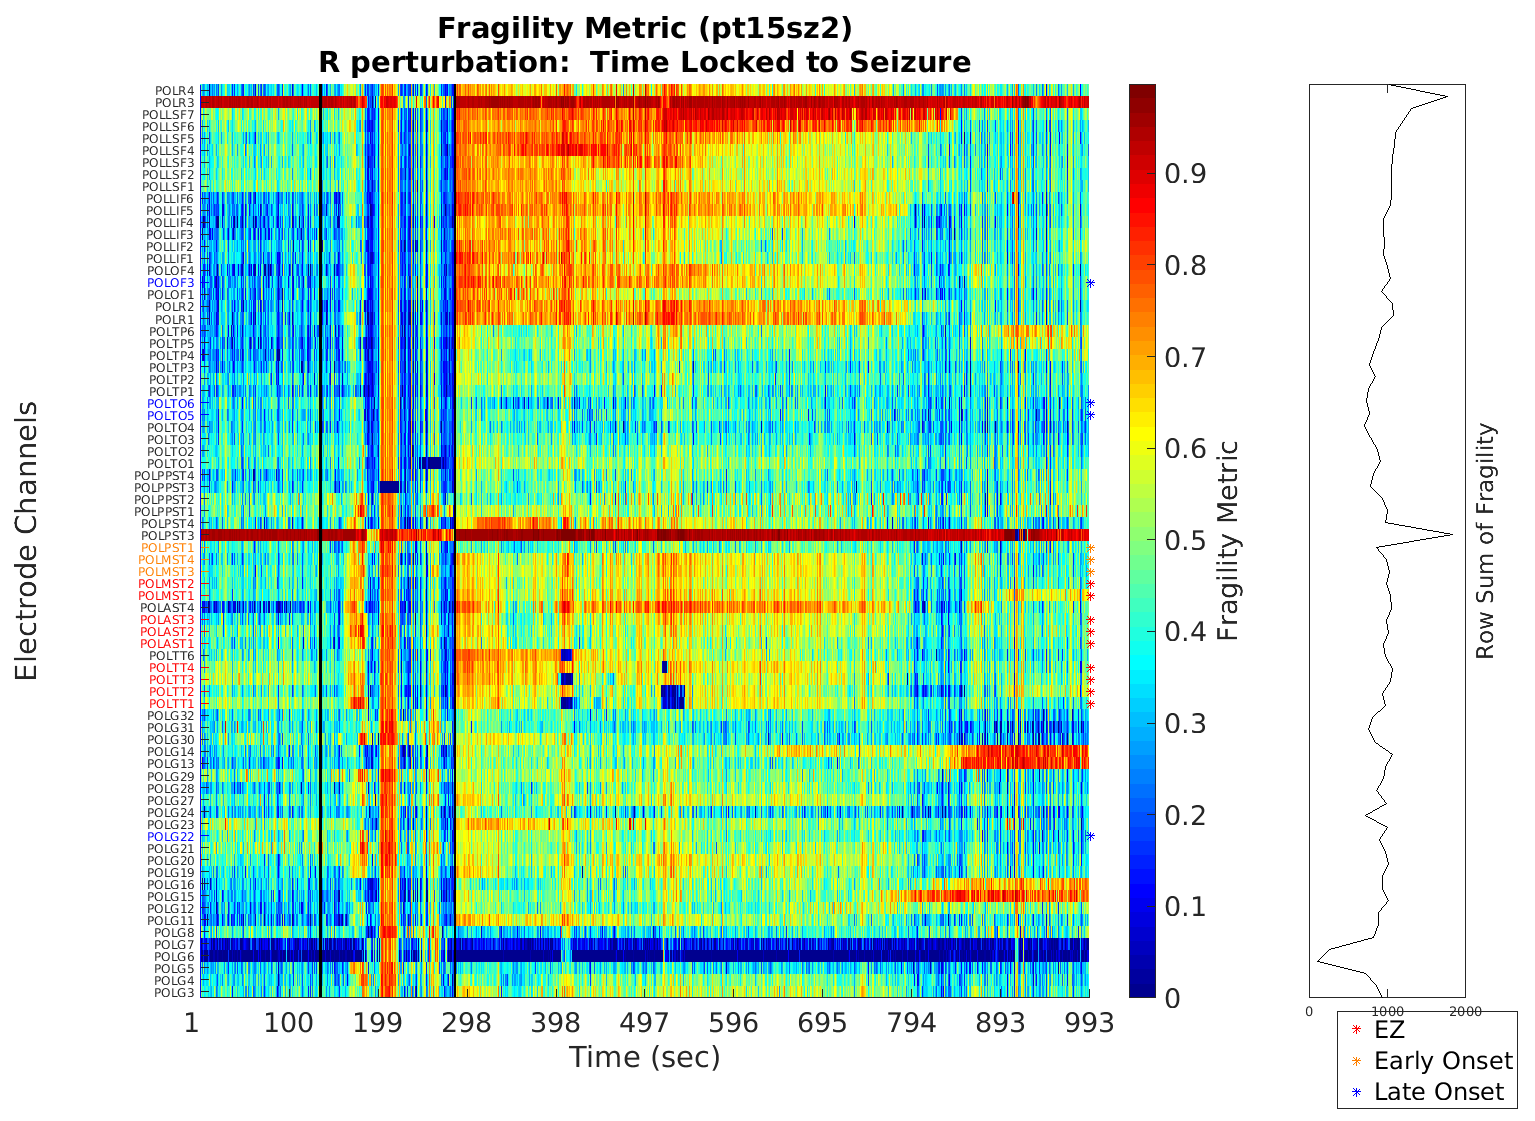 Fragility Metric (pt15sz2)
R perturbation:  Time Locked to Seizure
Electrode Channels
POLR4
POLR3
POLLSF7
POLLSF6
POLLSF5
POLLSF4
POLLSF3
POLLSF2
POLLSF1
POLLIF6
POLLIF5
POLLIF4
POLLIF3
POLLIF2
POLLIF1
POLOF4
POLOF3
POLOF1
POLR2
POLR1
POLTP6
POLTP5
POLTP4
POLTP3
POLTP2
POLTP1
POLTO6
POLTO5
POLTO4
POLTO3
POLTO2
POLTO1
POLPPST4
POLPPST3
POLPPST2
POLPPST1
POLPST4
POLPST3
POLPST1
POLMST4
POLMST3
POLMST2
POLMST1
POLAST4
POLAST3
POLAST2
POLAST1
POLTT6
POLTT4
POLTT3
POLTT2
POLTT1
POLG32
POLG31
POLG30
POLG14
POLG13
POLG29
POLG28
POLG27
POLG24
POLG23
POLG22
POLG21
POLG20
POLG19
POLG16
POLG15
POLG12
POLG11
POLG8
POLG7
POLG6
POLG5
POLG4
POLG3
1 100 199 298 398 497 596 695 794 893 993
Time (sec)
0.9
0.8
0.7
0.6
0.5
0.4
0.3
0.2
0.1
0
Fragility Metric
Row Sum of Fragility
0 1000 2000
EZ
Early Onset
Late Onset